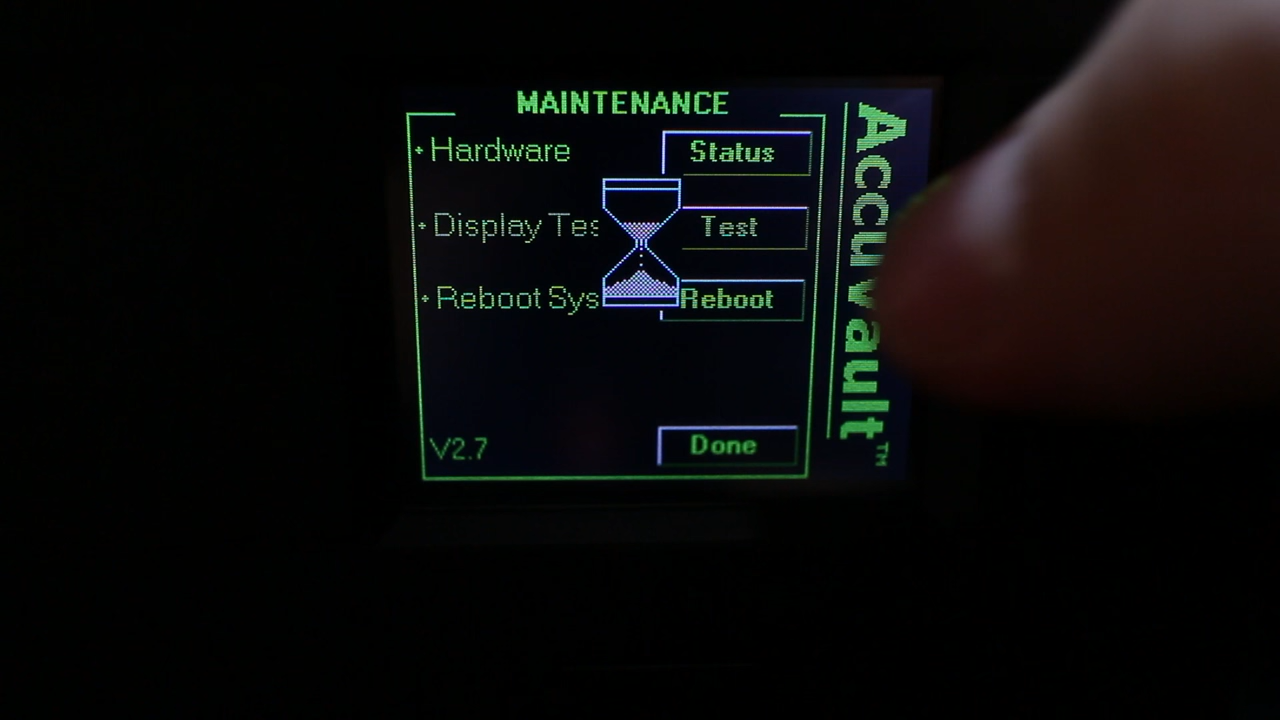 MAINTENANCE
Hardware
Status
Display Tes
Test
Reboot Sys
Reboot
V2.7
Done
AccuVault™